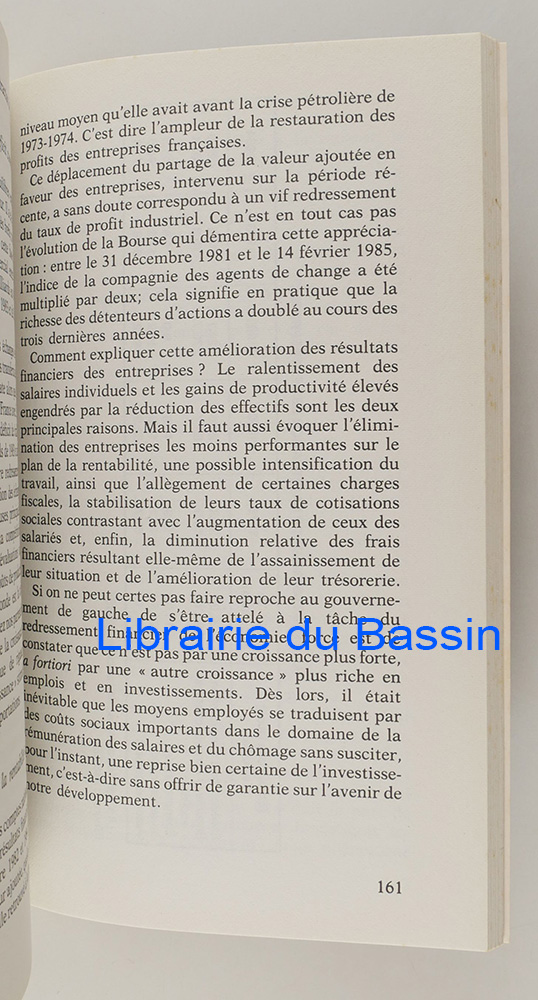 niveau moyen qu'elle avait avant la crise pétrolière de
1973-1974. C'est dire l'ampleur de la restauration des
profits des entreprises françaises.
Ce déplacement du partage de la valeur ajoutée en
faveur des entreprises, intervenu sur la période ré-
cente, a sans doute correspondu à un vif redressement
du taux de profit industriel. Ce n'est en tout cas pas
l'évolution de la Bourse qui démentira cette apprécia-
tion : entre le 31 décembre 1981 et le 14 février 1985,
l'indice de la compagnie des agents de change a été
multiplié par deux; cela signifie en pratique que la
richesse des détenteurs d'actions a doublé au cours des
trois dernières années.
Comment expliquer cette amélioration des résultats
financiers des entreprises ? Le ralentissement des
salaires individuels et les gains de productivité élevés
engendrés par la réduction des effectifs sont les deux
principales raisons. Mais il faut aussi évoquer l'élimi-
nation des entreprises les moins performantes sur le
plan de la rentabilité, une possible intensification du
travail, ainsi que l'allègement de certaines charges
fiscales, la stabilisation de leurs taux de cotisations
sociales contrastant avec l'augmentation de ceux des
salariés et, enfin, la diminution relative des frais
financiers résultant elle-même de l'assainissement de
leur situation et de l'amélioration de leur trésorerie.
Si on ne peut certes pas faire reproche au gouverne-
ment de gauche de s'être attelé à la tâche du
redressement financier de l'économie, force est de
Librairie du Bassin
constater que ce n'est pas par une croissance plus forte,
a fortiori par une « autre croissance » plus riche en
emplois et en investissements. Dès lors, il était
inévitable que les moyens employés se traduisent par
des coûts sociaux importants dans le domaine de la
rémunération des salaires et du chômage sans susciter,
pour l'instant, une reprise bien certaine de l'investisse-
ment, c'est-à-dire sans offrir de garantie sur l'avenir de
notre développement.
161